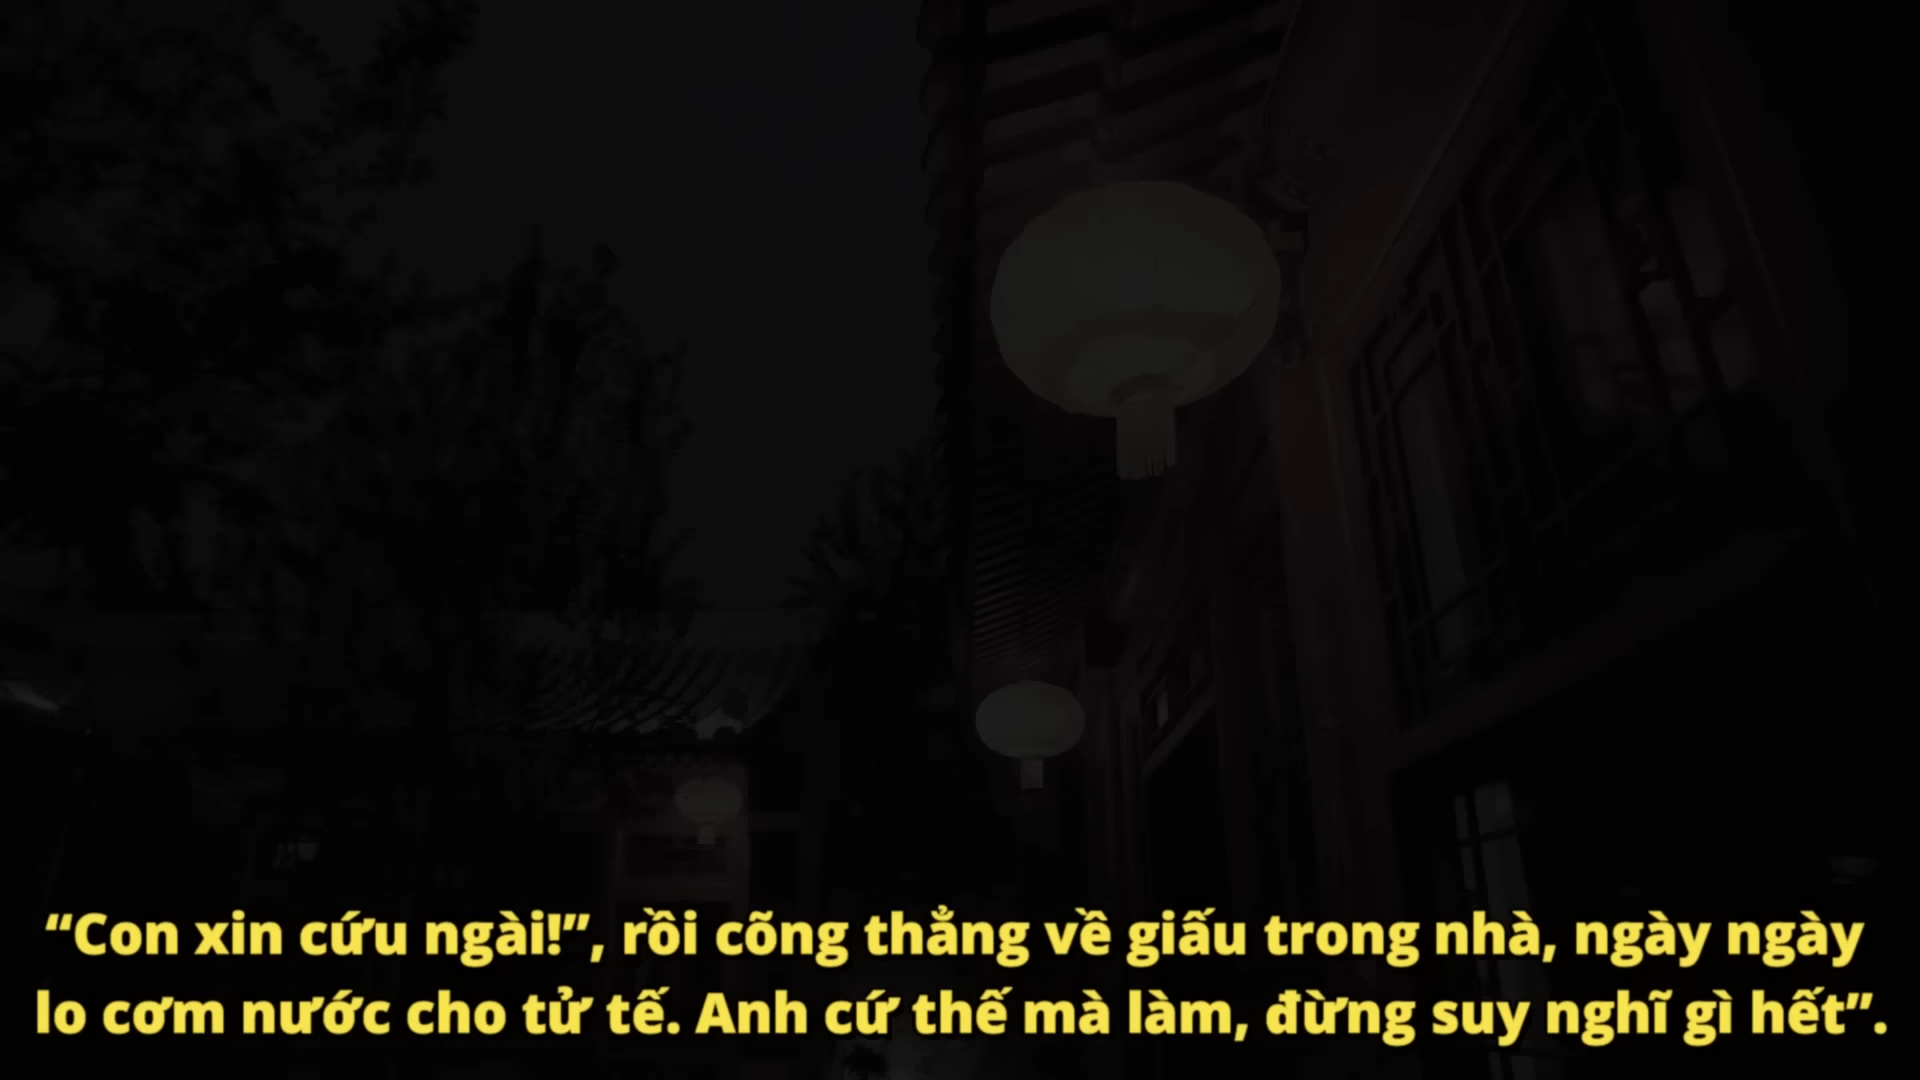 “Con xin cứu ngài!”, rồi cõng thẳng về giấu trong nhà, ngày ngày
lo cơm nước cho tử tế. Anh cứ thế mà làm, đừng suy nghĩ gì hết”.